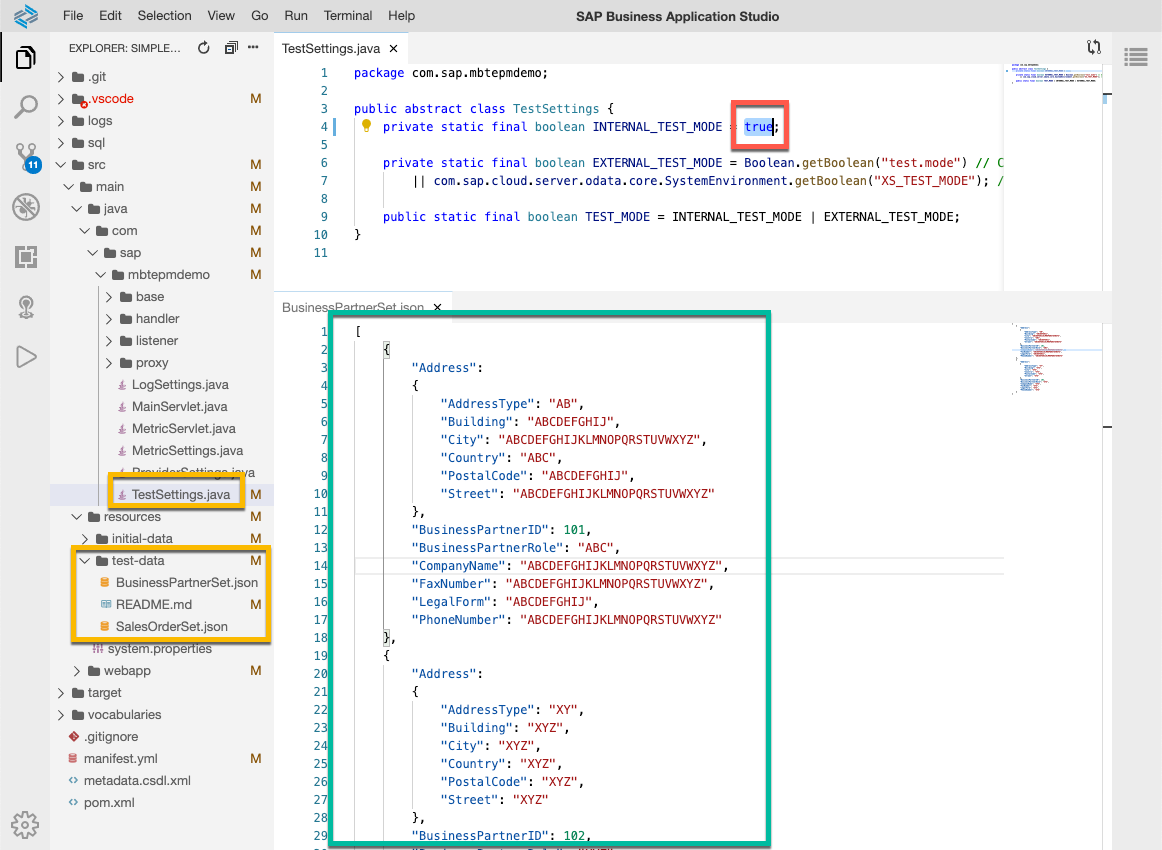 File Edit Selection View Go Run Terminal Help
SAP Business Application Studio
EXPLORER: SIMPLE...
.git
.vscode M
logs
sql
src M
main M
java M
com M
sap M
mbtepmdemo M
base
handler
listener
proxy
LogSettings.java
MainServlet.java
MetricServlet.java
MetricSettings.java
ProviderSettings.java
TestSettings.java M
resources M
initial-data M
test-data M
BusinessPartnerSet.json
README.md M
SalesOrderSet.json
system.properties
webapp M
target
vocabularies
.gitignore
manifest.yml M
metadata.csdl.xml
pom.xml
11
TestSettings.java
1 package com.sap.mbtepmdemo;
2
3 public abstract class TestSettings {
4 private static final boolean INTERNAL_TEST_MODE = true;
5
6 private static final boolean EXTERNAL_TEST_MODE = Boolean.getBoolean("test.mode") // C
7 || com.sap.cloud.server.odata.core.SystemEnvironment.getBoolean("XS_TEST_MODE"); /
8
9 public static final boolean TEST_MODE = INTERNAL_TEST_MODE | EXTERNAL_TEST_MODE;
10 }
11
BusinessPartnerSet.json
1 [
2 {
3 "Address":
4 {
5 "AddressType": "AB",
6 "Building": "ABCDEFGHIJ",
7 "City": "ABCDEFGHIJKLMNOPQRSTUVWXYZ",
8 "Country": "ABC",
9 "PostalCode": "ABCDEFGHIJ",
10 "Street": "ABCDEFGHIJKLMNOPQRSTUVWXYZ"
11 },
12 "BusinessPartnerID": 101,
13 "BusinessPartnerRole": "ABC",
14 "CompanyName": "ABCDEFGHIJKLMNOPQRSTUVWXYZ",
15 "FaxNumber": "ABCDEFGHIJKLMNOPQRSTUVWXYZ",
16 "LegalForm": "ABCDEFGHIJ",
17 "PhoneNumber": "ABCDEFGHIJKLMNOPQRSTUVWXYZ"
18 },
19 {
20 "Address":
21 {
22 "AddressType": "XY",
23 "Building": "XYZ",
24 "City": "XYZ",
25 "Country": "XYZ",
26 "PostalCode": "XYZ",
27 "Street": "XYZ"
28 },
29 "BusinessPartnerID": 102,